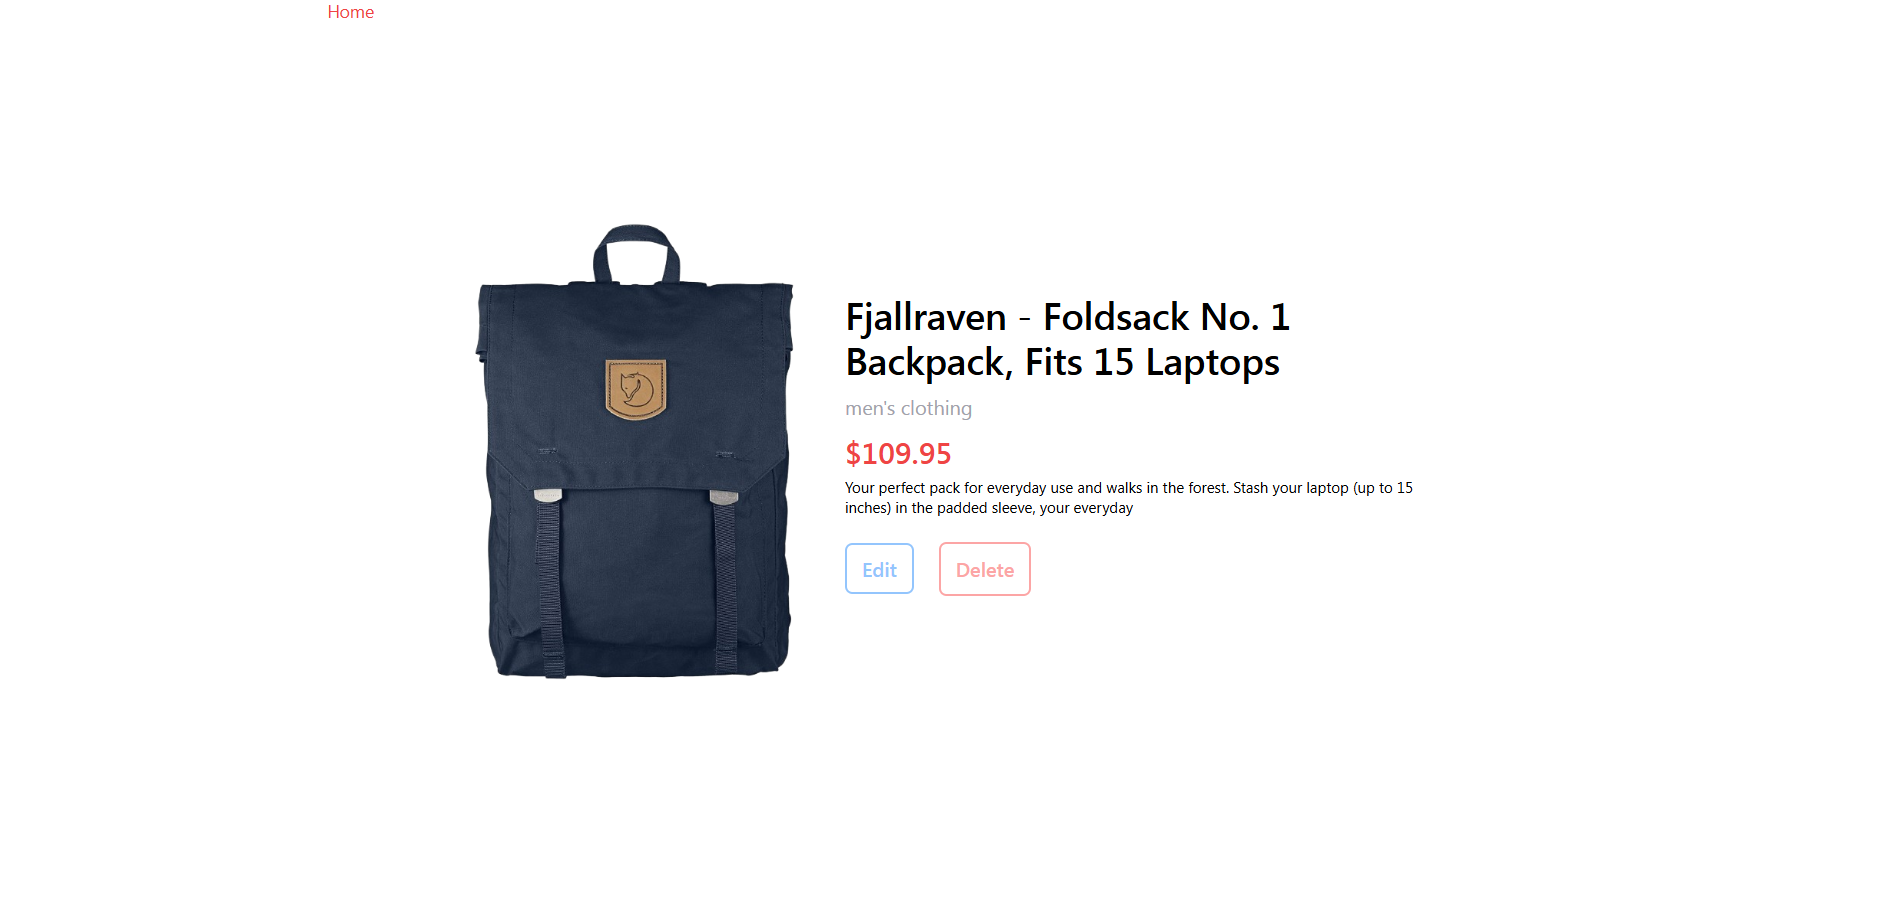 Home
Fjallraven - Foldsack No. 1
Backpack, Fits 15 Laptops
men's clothing
$109.95
Your perfect pack for everyday use and walks in the forest. Stash your laptop (up to 15
inches) in the padded sleeve, your everyday
Edit
Delete